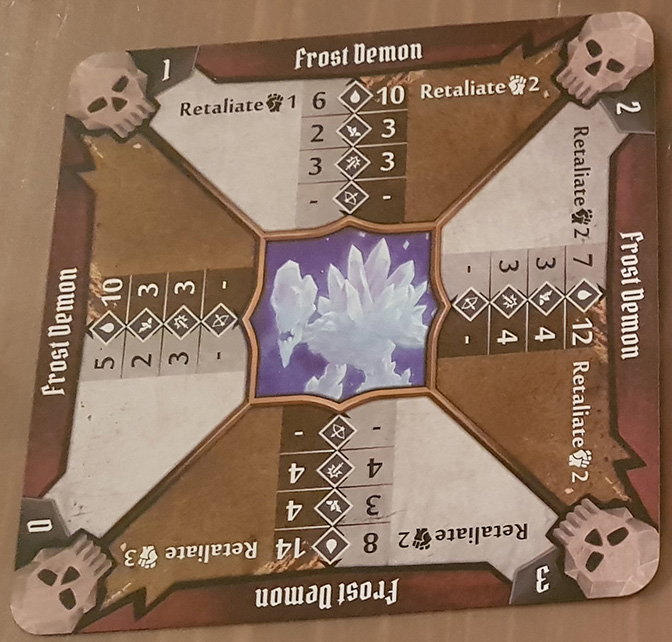 1
Frost Demon
Retaliate 1 6 10 Retaliate 2
2 3
3 3
- -
2
Frost Demon
Retaliate 2 7 12 Retaliate 2
3 4
3 4
- -
3
Frost Demon
Retaliate 2 8 14 Retaliate 3
3 4
4 4
- -
0
Frost Demon
5 10
2 3
3 3
- -